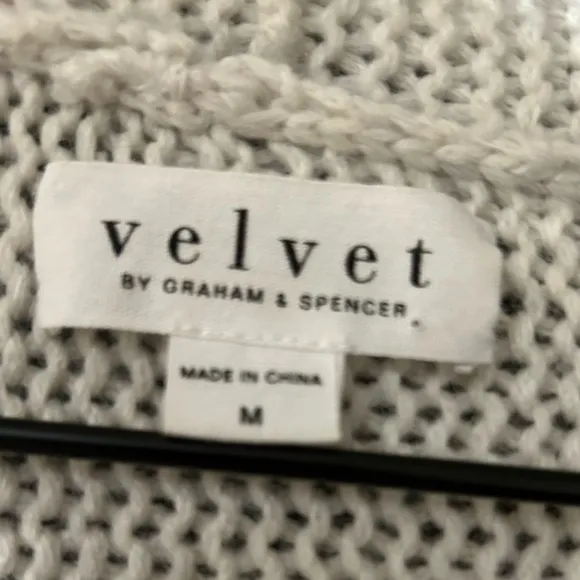 velvet
BY GRAHAM & SPENCER.
MADE IN CHINA
M